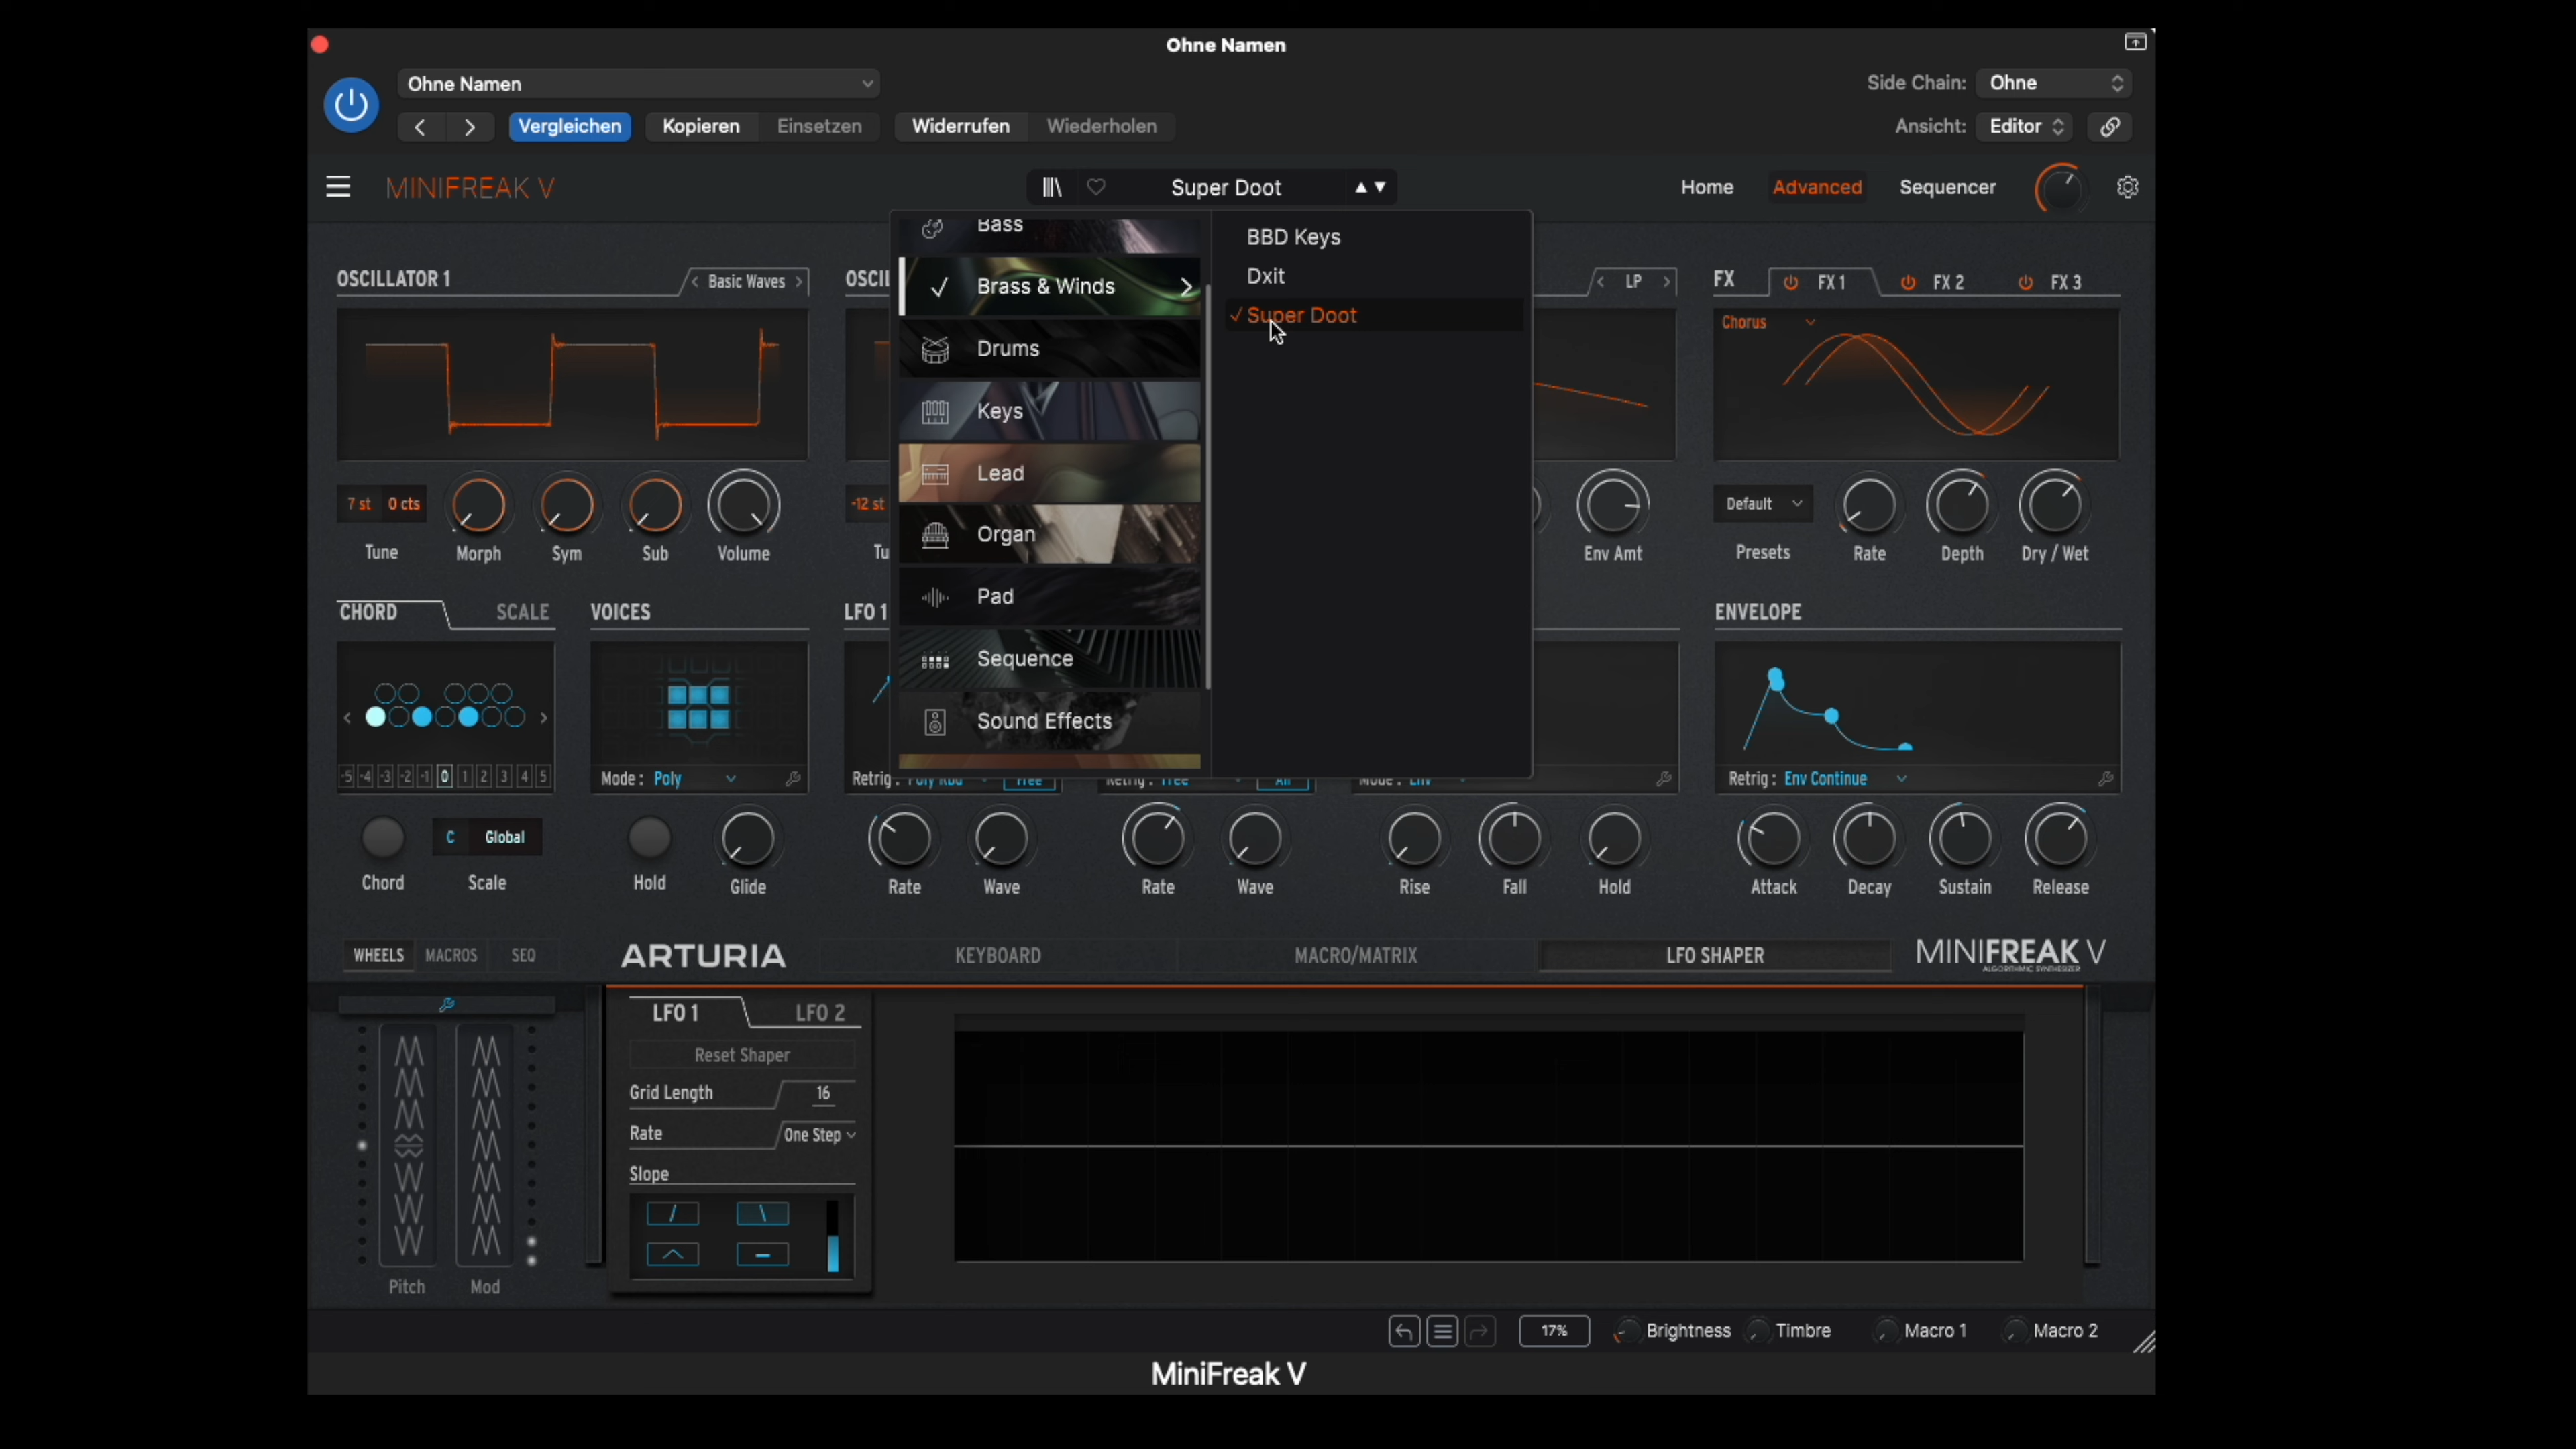 Ohne Namen
Ohne Namen
Side Chain: Ohne
Vergleichen Kopieren Einsetzen Widerrufen Wiederholen
Ansicht: Editor
MINIFREAK V
Super Doot
Home Advanced Sequencer
Bass
Brass & Winds
Drums
Keys
Lead
Organ
Pad
Sequence
Sound Effects
BBD Keys
Dxit
Super Doot
OSCILLATOR 1 Basic Waves
7 st 0 cts
Tune Morph Sym Sub Volume
-12 st
LP
Env Amt
FX FX 1 FX 2 FX 3
Chorus
Default
Presets Rate Depth Dry / Wet
CHORD SCALE
-5 -4 -3 -2 -1 0 1 2 3 4 5
C Global
Chord Scale
VOICES
Mode : Poly
Hold Glide
LFO 1
Rate Wave
Rate Wave
Rise Fall Hold
ENVELOPE
Retrig : Env Continue
Attack Decay Sustain Release
WHEELS MACROS SEQ
ARTURIA
KEYBOARD MACRO/MATRIX LFO SHAPER
MINIFREAK V
ALGORITHMIC SYNTHESIZER
LFO 1 LFO 2
Reset Shaper
Grid Length 16
Rate One Step
Slope
Pitch Mod
17% Brightness Timbre Macro 1 Macro 2
MiniFreak V